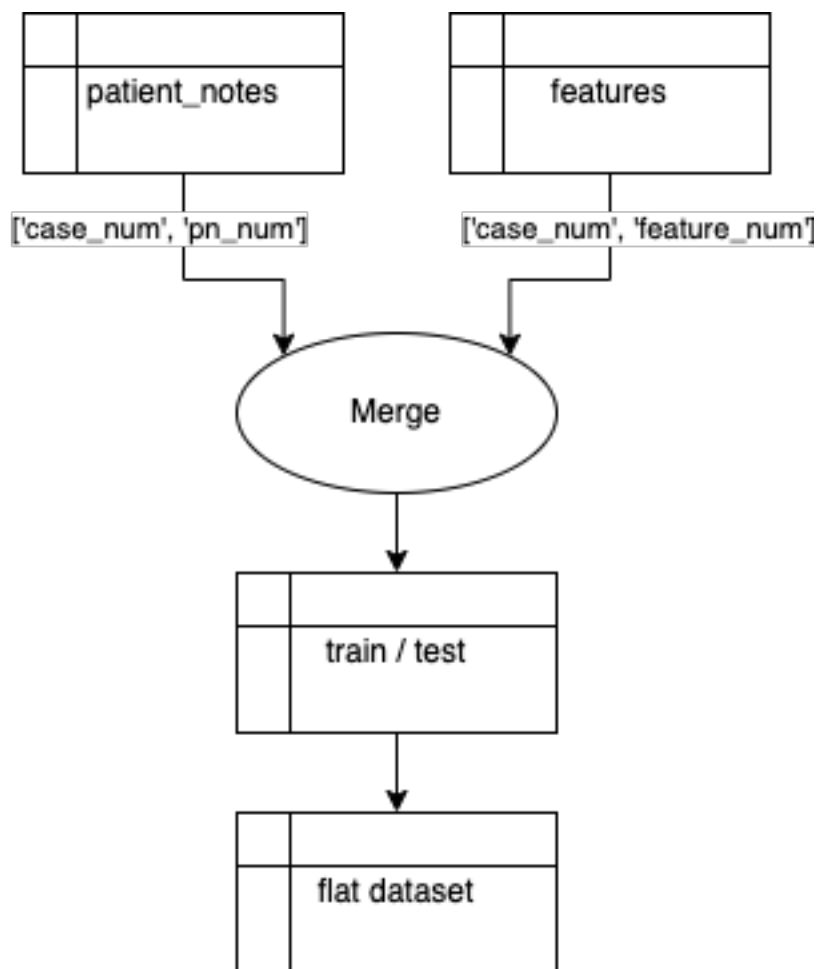 patient_notes
features
['case_num', 'pn_num']
['case_num', 'feature_num']
Merge
train / test
flat dataset